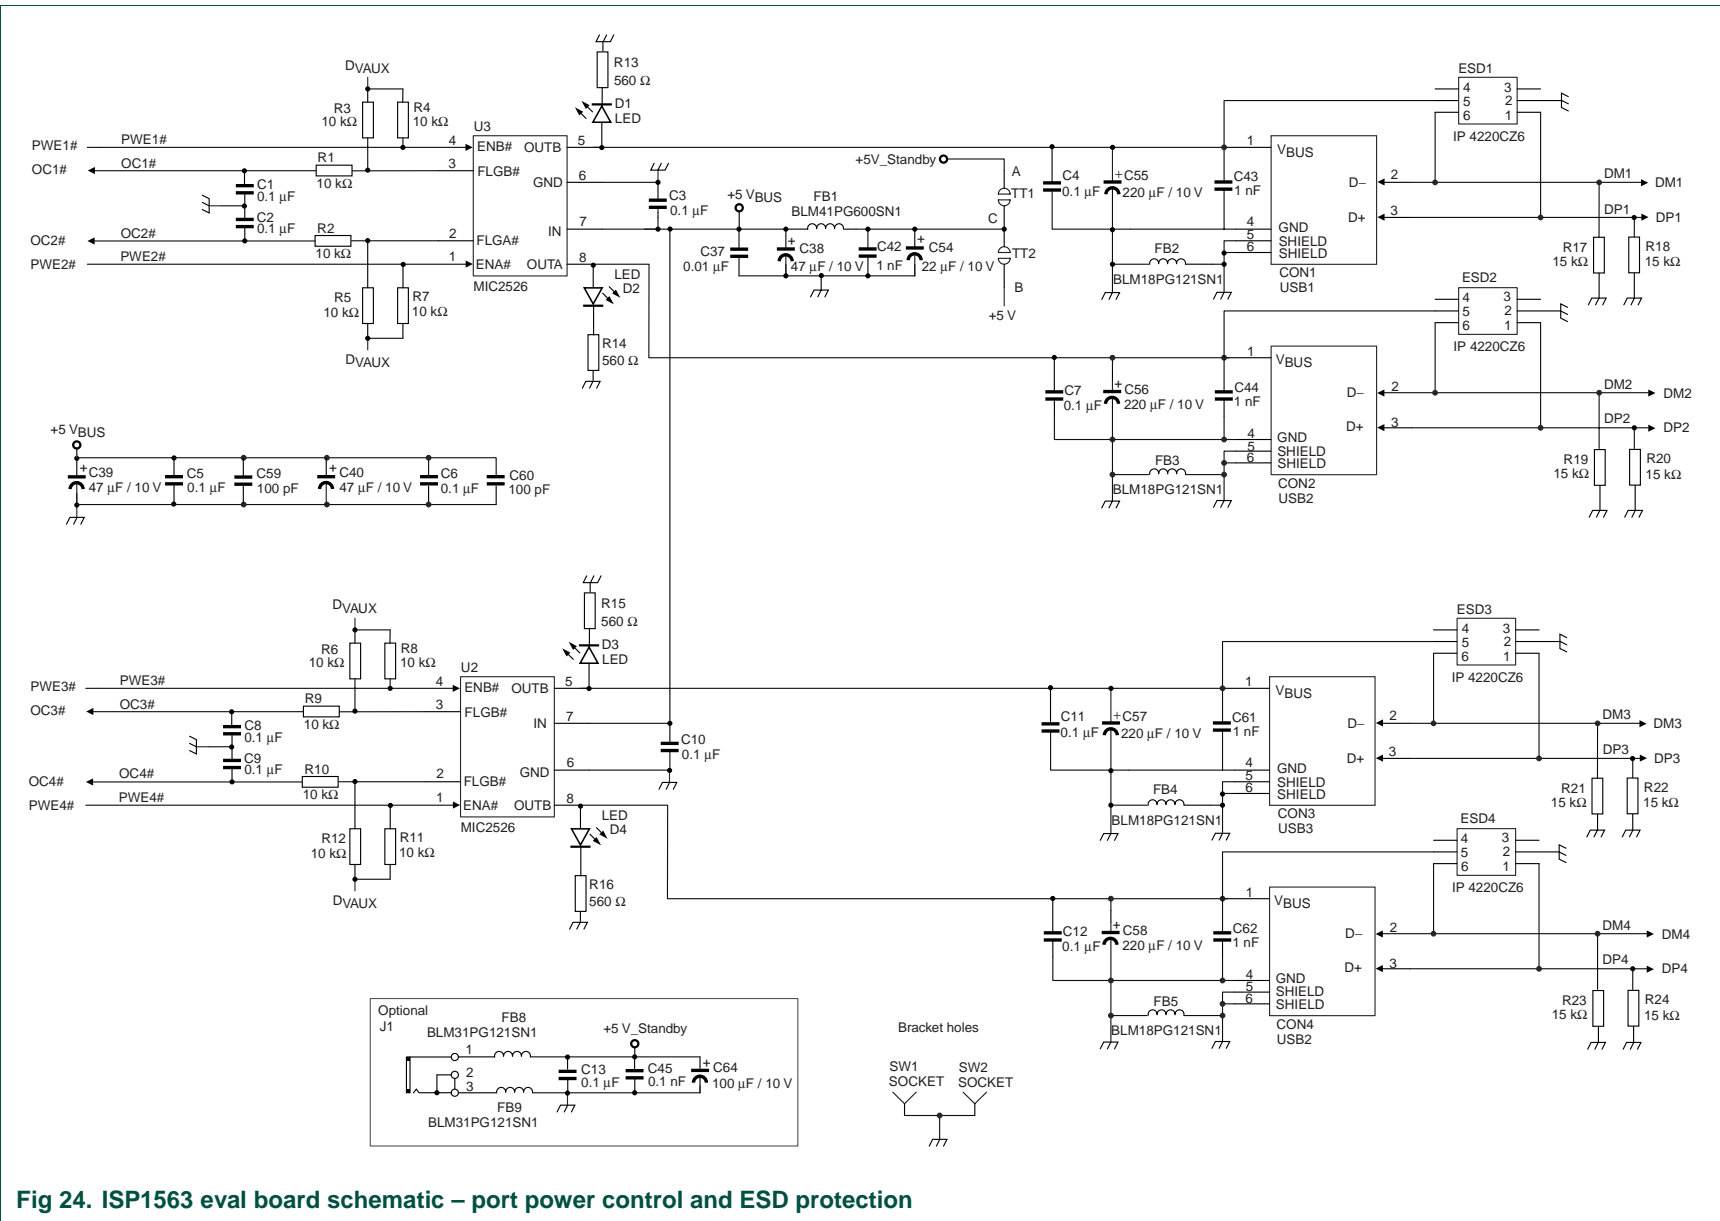 R13
560 Ω
D1
LED
DVAUX
R3
10 kΩ
R4
10 kΩ
U3
PWE1#
PWE1#
4
ENB#
OUTB
5
OC1#
OC1#
R1
10 kΩ
3
FLGB#
GND
6
C1
0.1 µF
C2
0.1 µF
C3
0.1 µF
IN
7
OC2#
OC2#
R2
10 kΩ
2
FLGA#
PWE2#
PWE2#
1
ENA#
OUTA
8
MIC2526
R5
10 kΩ
R7
10 kΩ
DVAUX
LED
D2
R14
560 Ω
+5 VBUS
FB1
BLM41PG600SN1
C37
0.01 µF
C38
+
47 µF / 10 V
C42
1 nF
C54
+
22 µF / 10 V
+5V_Standby
A
TT1
C
TT2
B
+5 V
C4
0.1 µF
+
C55
220 µF / 10 V
C43
1 nF
FB2
BLM18PG121SN1
1
VBUS
D−
2
D+
3
4
GND
5
SHIELD
6
SHIELD
CON1
USB1
ESD1
4
3
5
2
6
1
IP 4220CZ6
DM1
DM1
DP1
DP1
R17
15 kΩ
R18
15 kΩ
C7
0.1 µF
+
C56
220 µF / 10 V
C44
1 nF
FB3
BLM18PG121SN1
1
VBUS
D−
2
D+
3
4
GND
5
SHIELD
6
SHIELD
CON2
USB2
ESD2
4
3
5
2
6
1
IP 4220CZ6
DM2
DM2
DP2
DP2
R19
15 kΩ
R20
15 kΩ
+5 VBUS
+
C39
47 µF / 10 V
C5
0.1 µF
C59
100 pF
+
C40
47 µF / 10 V
C6
0.1 µF
C60
100 pF
R15
560 Ω
D3
LED
DVAUX
R6
10 kΩ
R8
10 kΩ
U2
PWE3#
PWE3#
4
ENB#
OUTB
5
OC3#
OC3#
R9
10 kΩ
3
FLGB#
IN
7
C8
0.1 µF
C9
0.1 µF
C10
0.1 µF
GND
6
OC4#
OC4#
R10
10 kΩ
2
FLGB#
PWE4#
PWE4#
1
ENA#
OUTB
8
MIC2526
R12
10 kΩ
R11
10 kΩ
DVAUX
LED
D4
R16
560 Ω
C11
0.1 µF
+
C57
220 µF / 10 V
C61
1 nF
FB4
BLM18PG121SN1
1
VBUS
D−
2
D+
3
4
GND
5
SHIELD
6
SHIELD
CON3
USB3
ESD3
4
3
5
2
6
1
IP 4220CZ6
DM3
DM3
DP3
DP3
R21
15 kΩ
R22
15 kΩ
C12
0.1 µF
+
C58
220 µF / 10 V
C62
1 nF
FB5
BLM18PG121SN1
1
VBUS
D−
2
D+
3
4
GND
5
SHIELD
6
SHIELD
CON4
USB2
ESD4
4
3
5
2
6
1
IP 4220CZ6
DM4
DM4
DP4
DP4
R23
15 kΩ
R24
15 kΩ
Optional
J1
FB8
BLM31PG121SN1
1
2
3
FB9
BLM31PG121SN1
+5 V_Standby
C13
0.1 µF
C45
0.1 nF
+
C64
100 µF / 10 V
Bracket holes
SW1
SOCKET
SW2
SOCKET
Fig 24. ISP1563 eval board schematic – port power control and ESD protection